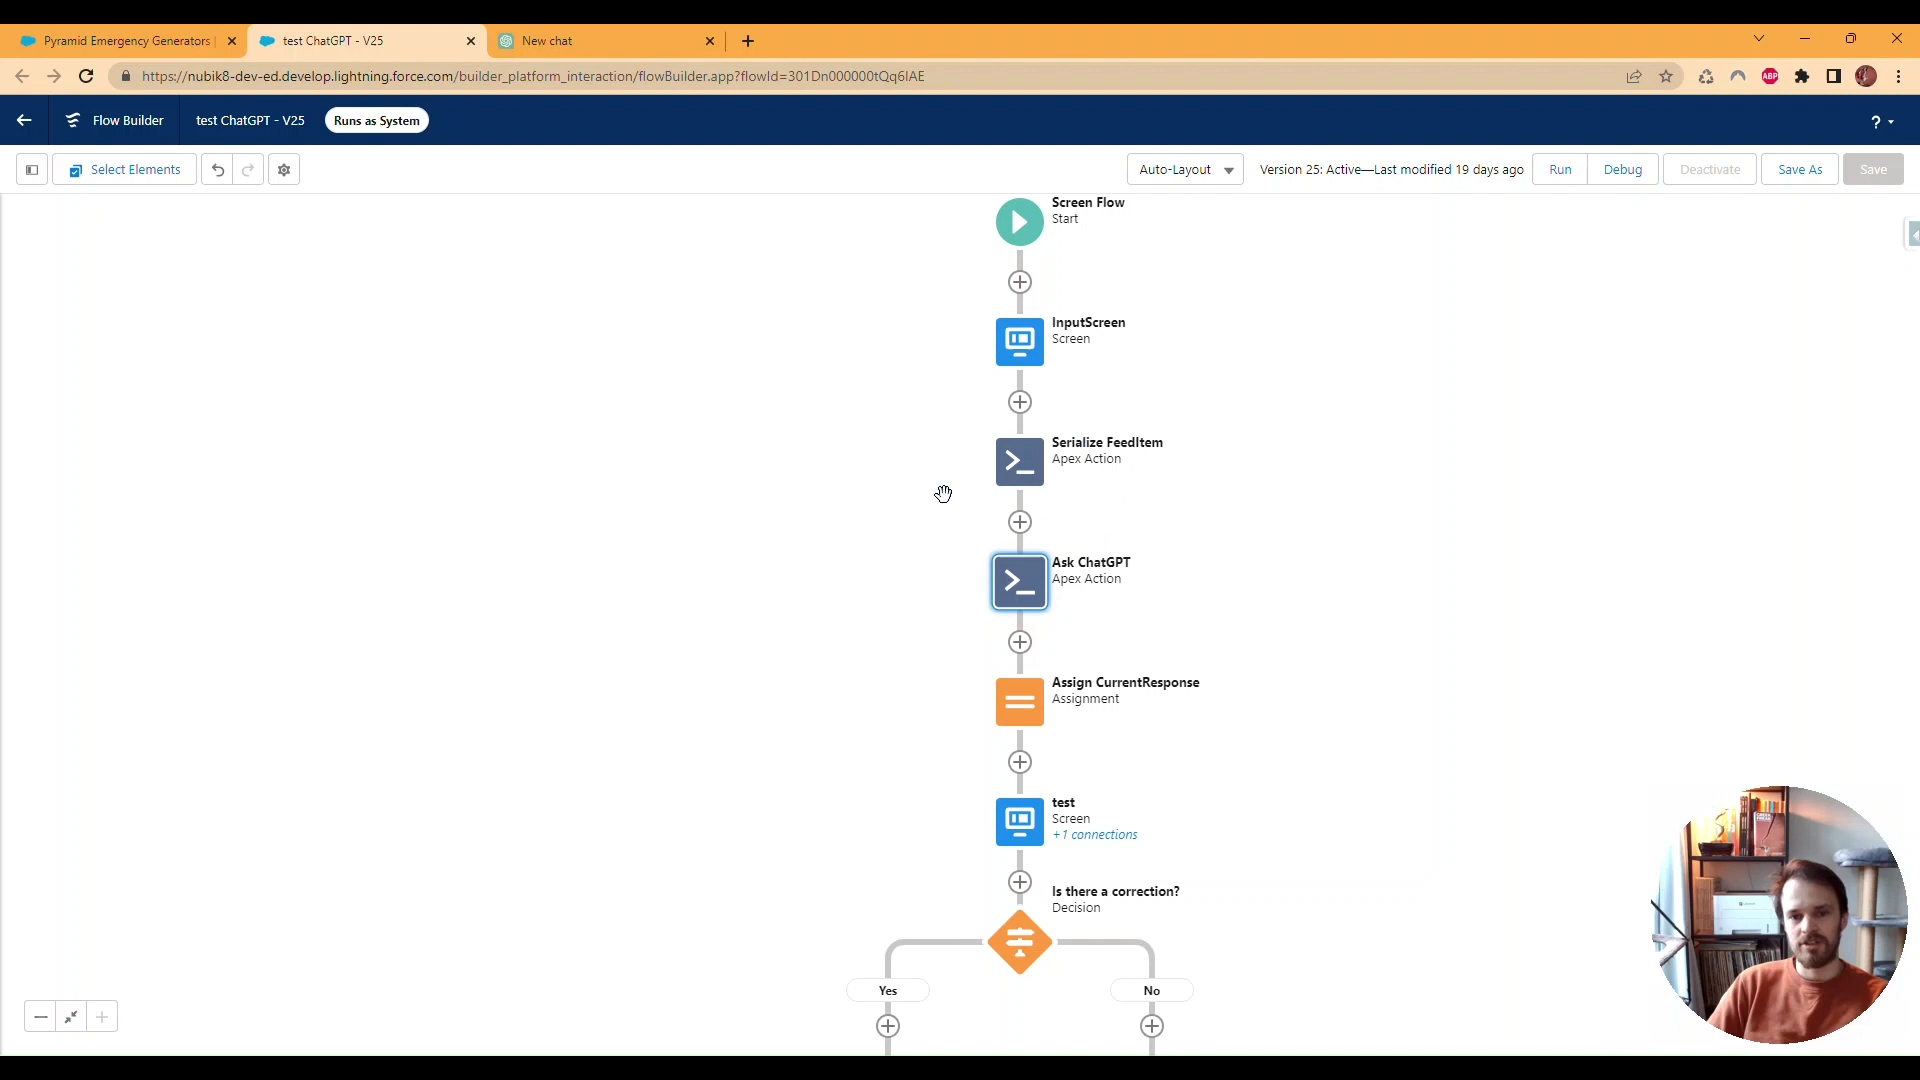 Pyramid Emergency Generators
test ChatGPT - V25
New chat
https://nubik8-dev-ed.develop.lightning.force.com/builder_platform_interaction/flowBuilder.app?flowId=301Dn000000tQq6IAE
ABP
Flow Builder
test ChatGPT - V25
Runs as System
?
Select Elements
Auto-Layout
Version 25: Active—Last modified 19 days ago
Run
Debug
Deactivate
Save As
Save
Screen Flow
Start
InputScreen
Screen
Serialize FeedItem
Apex Action
Ask ChatGPT
Apex Action
Assign CurrentResponse
Assignment
test
Screen
+1 connections
Is there a correction?
Decision
Yes
No